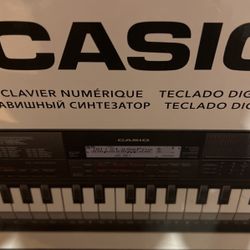 CASIO
CLAVIER NUMÉRIQUE TECLADO DIG
АВИШНЫЙ СИНТЕЗАТОР TECLADO DIG
CASIO